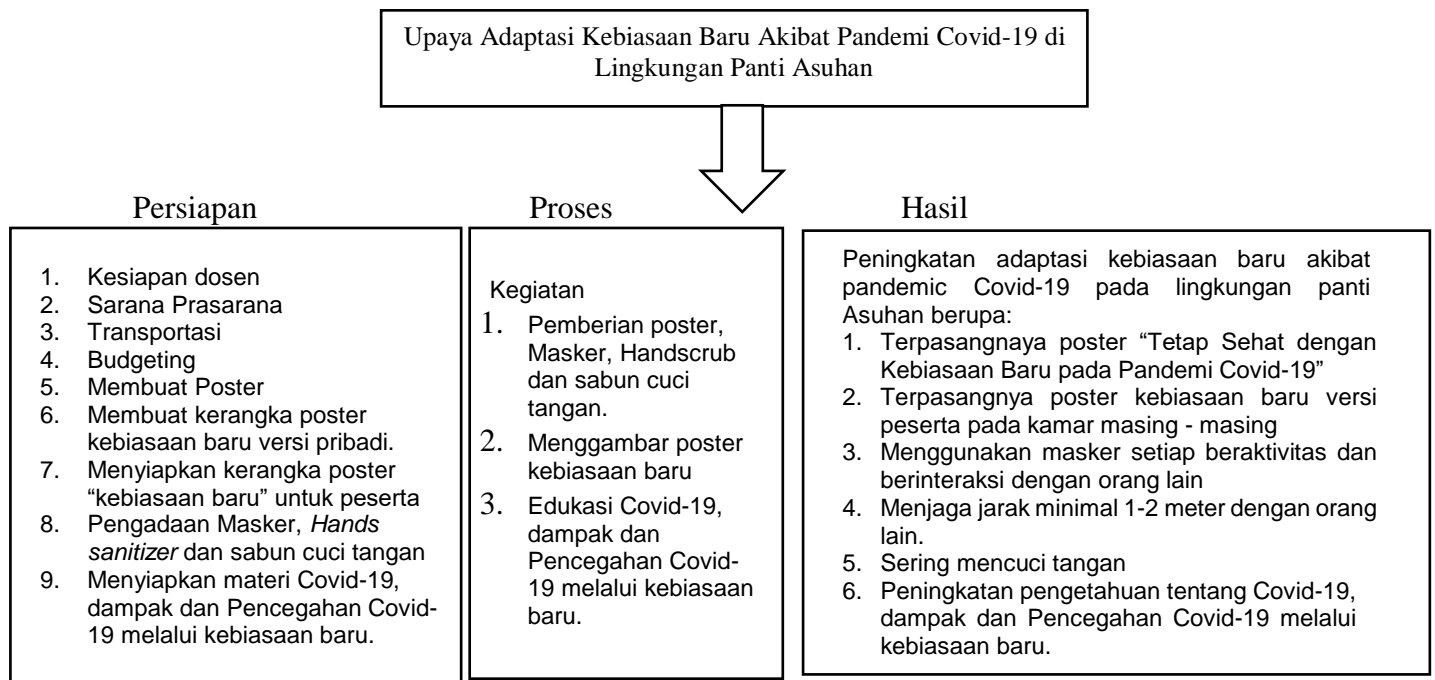 Upaya Adaptasi Kebiasaan Baru Akibat Pandemi Covid-19 di
Lingkungan Panti Asuhan
Persiapan
1. Kesiapan dosen
2. Sarana Prasarana
3. Transportasi
4. Budgeting
5. Membuat Poster
6. Membuat kerangka poster
kebiasaan baru versi pribadi.
7. Menyiapkan kerangka poster
“kebiasaan baru” untuk peserta
8. Pengadaan Masker, Hands
sanitizer dan sabun cuci tangan
9. Menyiapkan materi Covid-19,
dampak dan Pencegahan Covid-
19 melalui kebiasaan baru.
Proses
Kegiatan
1. Pemberian poster,
Masker, Handscrub
dan sabun cuci
tangan.
2. Menggambar poster
kebiasaan baru
3. Edukasi Covid-19,
dampak dan
Pencegahan Covid-
19 melalui kebiasaan
baru.
Hasil
Peningkatan adaptasi kebiasaan baru akibat
pandemic Covid-19 pada lingkungan panti
Asuhan berupa:
1. Terpasangnaya poster “Tetap Sehat dengan
Kebiasaan Baru pada Pandemi Covid-19”
2. Terpasangnya poster kebiasaan baru versi
peserta pada kamar masing - masing
3. Menggunakan masker setiap beraktivitas dan
berinteraksi dengan orang lain
4. Menjaga jarak minimal 1-2 meter dengan orang
lain.
5. Sering mencuci tangan
6. Peningkatan pengetahuan tentang Covid-19,
dampak dan Pencegahan Covid-19 melalui
kebiasaan baru.